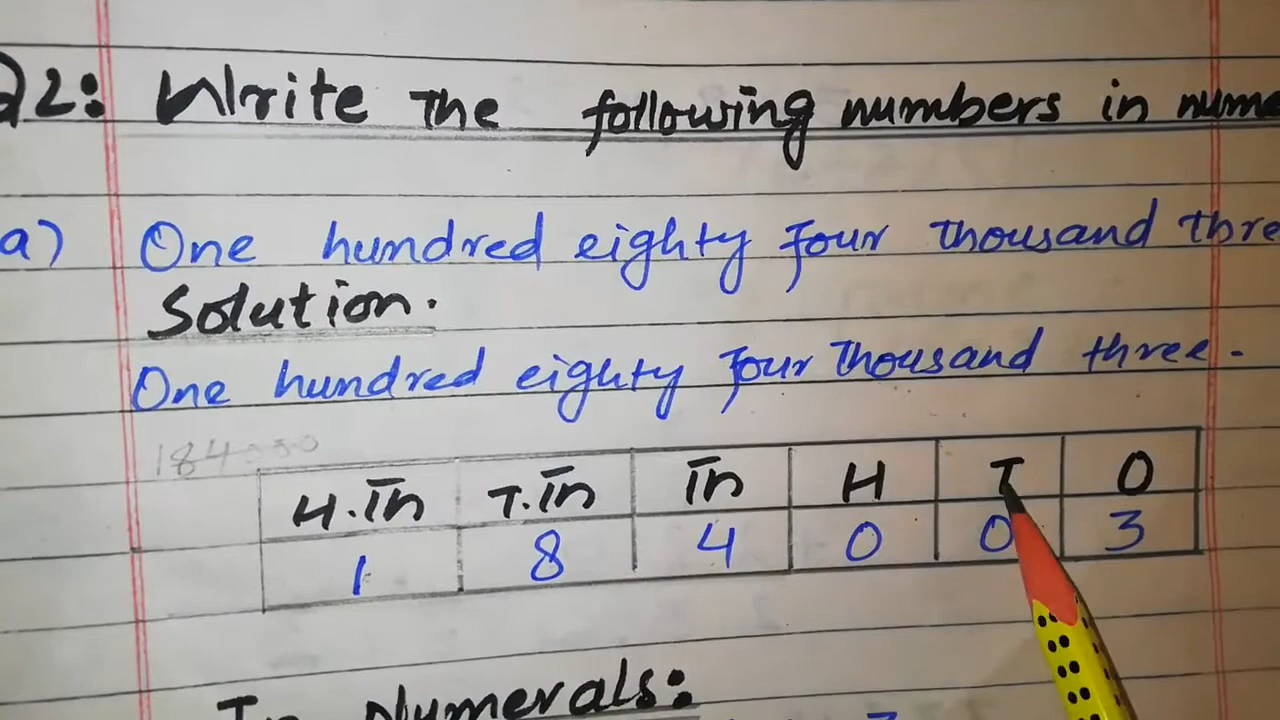 Q2: Write The following numbers in nume
a) One hundred eighty four thousand thre
Solution.
One hundred eighty four Thousand three.
H.Th T.Th Th H T O
1 8 4 0 0 3
In Numerals: